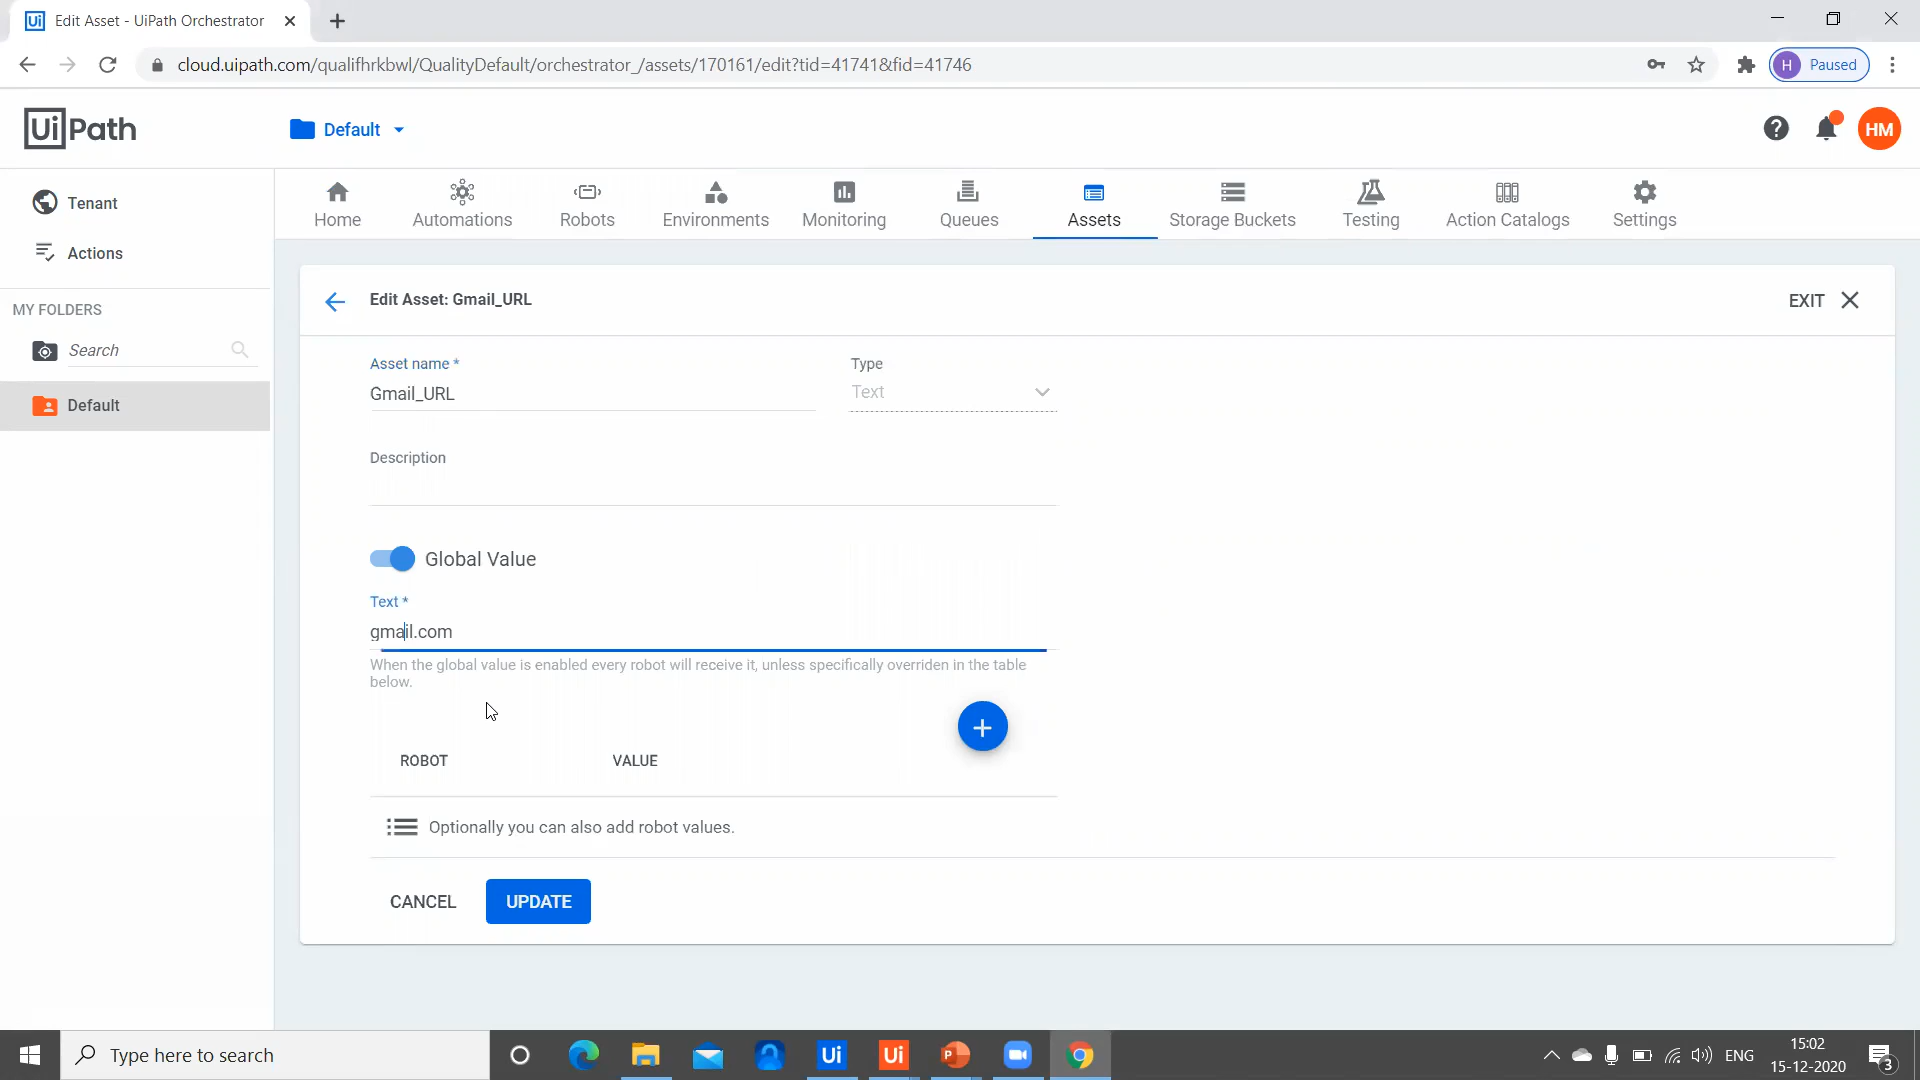 Ui Edit Asset - UiPath Orchestrator
cloud.uipath.com/qualifhrkbwl/QualityDefault/orchestrator_/assets/170161/edit?tid=41741&fid=41746
H Paused
UiPath
Default
HM
Tenant
Actions
MY FOLDERS
Search
Default
Home
Automations
Robots
Environments
Monitoring
Queues
Assets
Storage Buckets
Testing
Action Catalogs
Settings
Edit Asset: Gmail_URL
EXIT
Asset name *
Gmail_URL
Type
Text
Description
Global Value
Text *
gmail.com
When the global value is enabled every robot will receive it, unless specifically overriden in the table
below.
ROBOT
VALUE
Optionally you can also add robot values.
CANCEL
UPDATE
Type here to search
Ui
Ui
P
ENG
15:02
15-12-2020
3